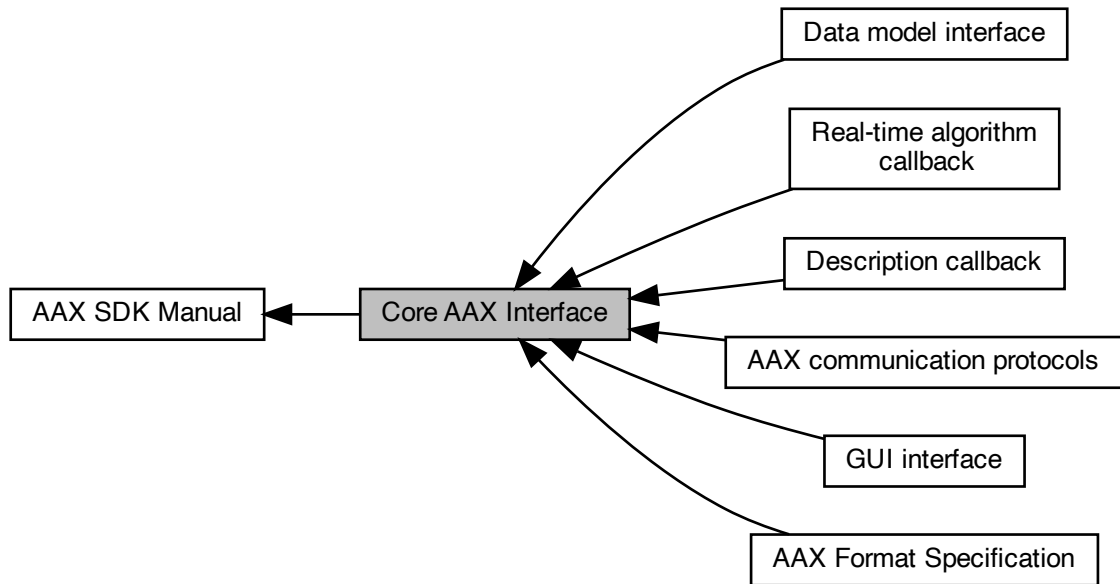 Data model interface
Real-time algorithm
callback
Description callback
AAX SDK Manual
Core AAX Interface
AAX communication protocols
GUI interface
AAX Format Specification